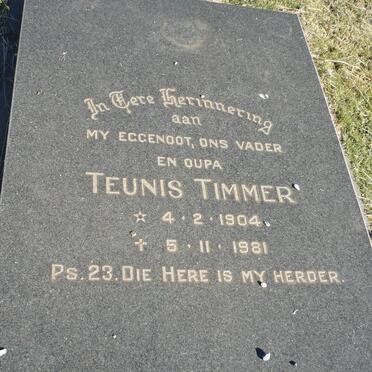 In Tere Herinnering
aan
MY EGGENOOT, ONS VADER
EN OUPA
TEUNIS TIMMER
☆ 4 · 2 · 1904
✝ 5 · 11 · 1981
PS. 23. DIE HERE IS MY HERDER.